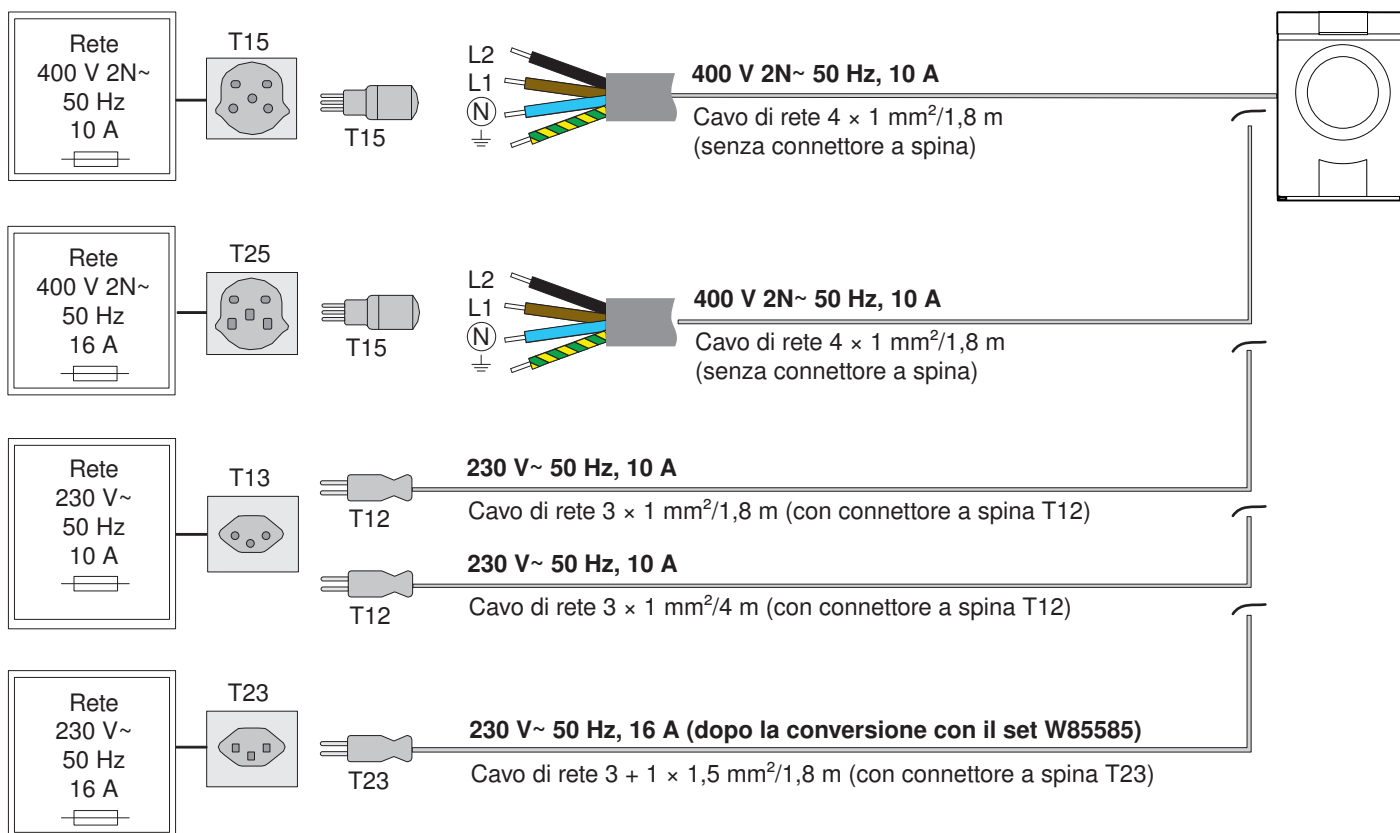 Rete
400 V 2N~
50 Hz
10 A
T15
T15
L2
L1
N
400 V 2N~ 50 Hz, 10 A
Cavo di rete 4 × 1 mm²/1,8 m
(senza connettore a spina)
Rete
400 V 2N~
50 Hz
16 A
T25
T15
L2
L1
N
400 V 2N~ 50 Hz, 10 A
Cavo di rete 4 × 1 mm²/1,8 m
(senza connettore a spina)
Rete
230 V~
50 Hz
10 A
T13
T12
230 V~ 50 Hz, 10 A
Cavo di rete 3 × 1 mm²/1,8 m (con connettore a spina T12)
T12
230 V~ 50 Hz, 10 A
Cavo di rete 3 × 1 mm²/4 m (con connettore a spina T12)
Rete
230 V~
50 Hz
16 A
T23
T23
230 V~ 50 Hz, 16 A (dopo la conversione con il set W85585)
Cavo di rete 3 + 1 × 1,5 mm²/1,8 m (con connettore a spina T23)